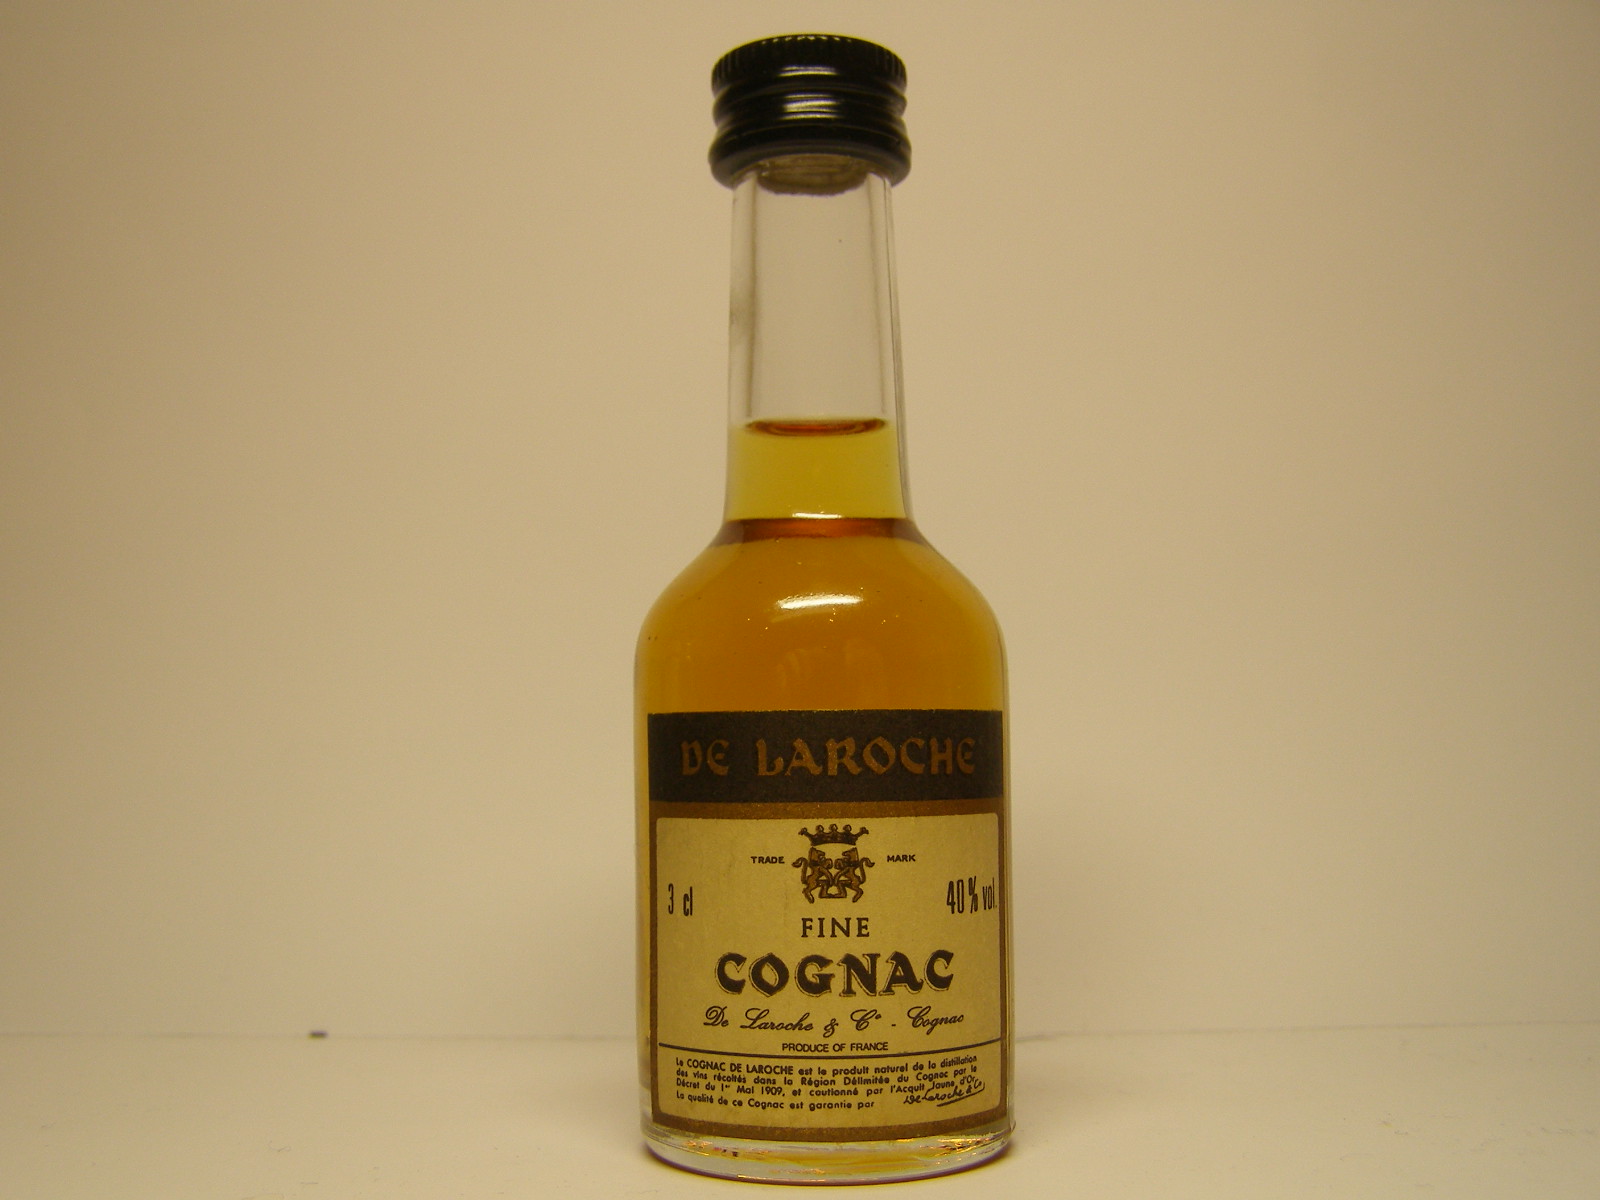 DE LAROCHE
TRADE MARK
3 cl 40% vol.
FINE
COGNAC
De Laroche & Cº - Cognac
PRODUCE OF FRANCE
Le COGNAC DE LAROCHE est le produit naturel de la distillation
des vins récoltés dans la Région Délimitée du Cognac par le
Décret du 1er Mai 1909, et cautionné par l'Acquit Jaune d'Or
La qualité de ce Cognac est garantie par De Laroche & Co